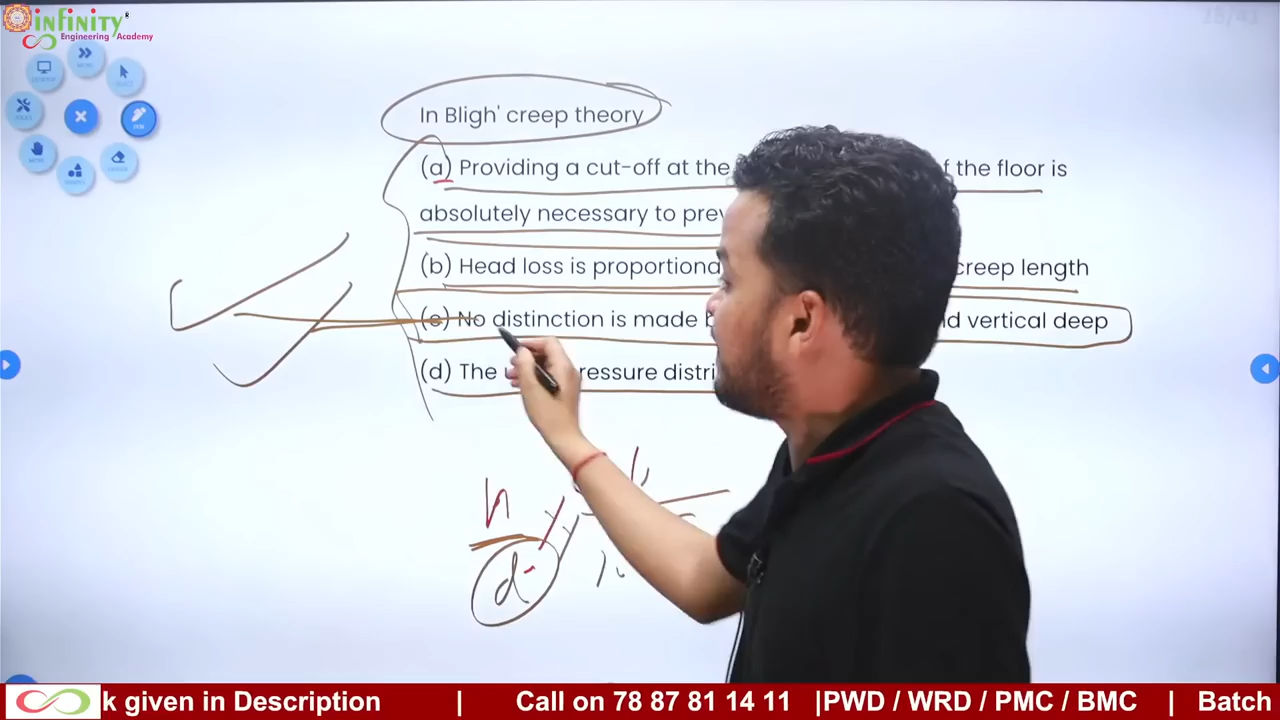 infinity
Engineering Academy
In Bligh' creep theory
(a) Providing a cut-off at the f the floor is
absolutely necessary to prev
(b) Head loss is proportiona creep length
(c) No distinction is made b nd vertical deep
(d) The ressure distri
h
d
k given in Description | Call on 78 87 81 14 11 |PWD / WRD / PMC / BMC | Batch